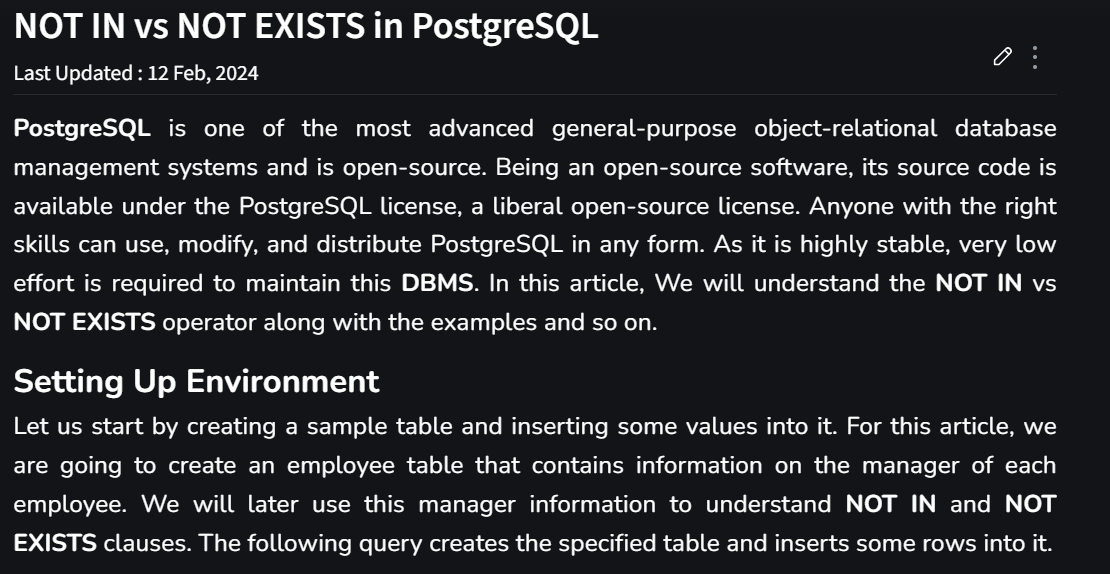 NOT IN vs NOT EXISTS in PostgreSQL
Last Updated : 12 Feb, 2024
PostgreSQL is one of the most advanced general-purpose object-relational database
management systems and is open-source. Being an open-source software, its source code is
available under the PostgreSQL license, a liberal open-source license. Anyone with the right
skills can use, modify, and distribute PostgreSQL in any form. As it is highly stable, very low
effort is required to maintain this DBMS. In this article, We will understand the NOT IN vs
NOT EXISTS operator along with the examples and so on.
Setting Up Environment
Let us start by creating a sample table and inserting some values into it. For this article, we
are going to create an employee table that contains information on the manager of each
employee. We will later use this manager information to understand NOT IN and NOT
EXISTS clauses. The following query creates the specified table and inserts some rows into it.